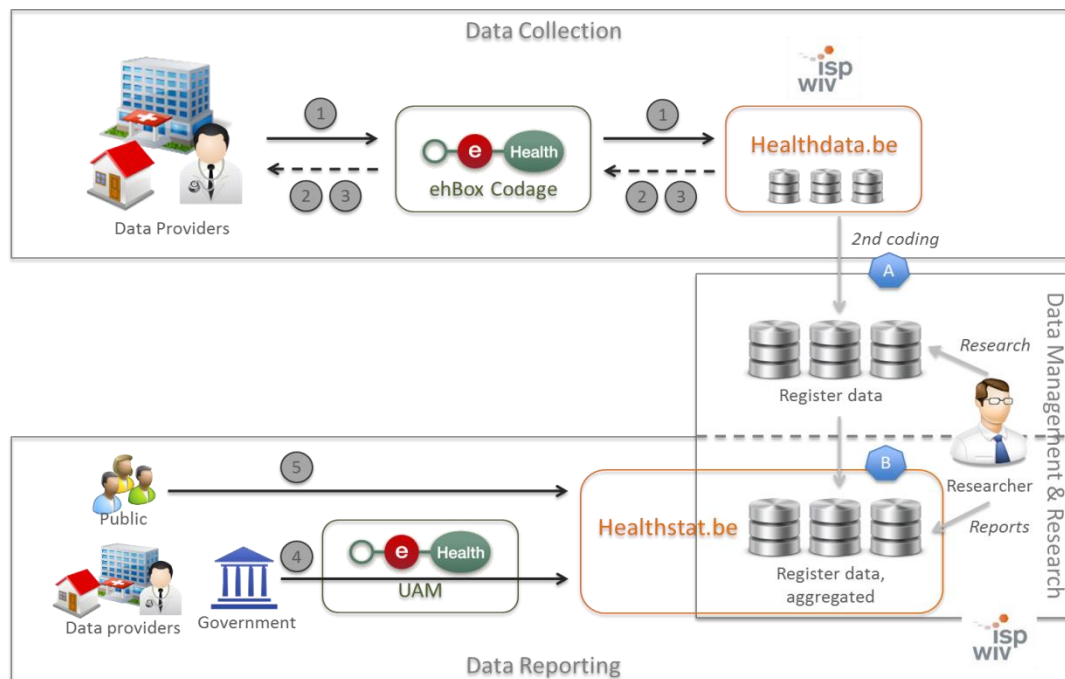 Data Collection
isp
wiv
1
1
e
Health
Healthdata.be
ehBox Codage
2
3
2
3
Data Providers
2nd coding
A
Data Management & Research
Research
Register data
B
5
Public
Researcher
Healthstat.be
Reports
4
e
Health
UAM
Register data,
aggregated
Data providers
Government
isp
wiv
Data Reporting